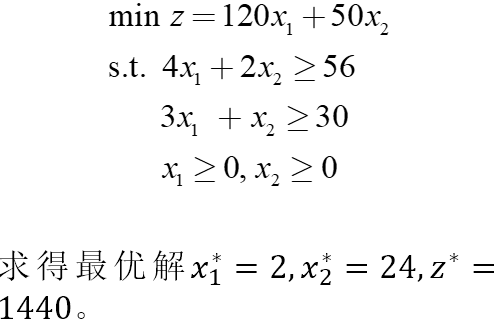 min z = 120x₁ + 50x₂
s.t. 4x₁ + 2x₂ ≥ 56
3x₁ + x₂ ≥ 30
x₁ ≥ 0, x₂ ≥ 0
求得最优解x₁* = 2, x₂* = 24, z* =
1440。